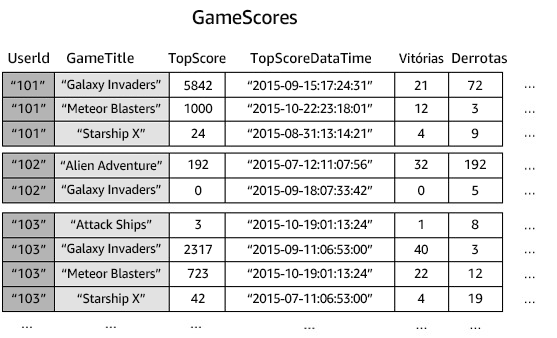 GameScores
UserId GameTitle TopScore TopScoreDataTime Vitórias Derrotas
“101” “Galaxy Invaders” 5842 “2015-09-15:17:24:31” 21 72 ...
“101” “Meteor Blasters” 1000 “2015-10-22:23:18:01” 12 3 ...
“101” “Starship X” 24 “2015-08-31:13:14:21” 4 9 ...
“102” “Alien Adventure” 192 “2015-07-12:11:07:56” 32 192 ...
“102” “Galaxy Invaders” 0 “2015-09-18:07:33:42” 0 5 ...
“103” “Attack Ships” 3 “2015-10-19:01:13:24” 1 8 ...
“103” “Galaxy Invaders” 2317 “2015-09-11:06:53:00” 40 3 ...
“103” “Meteor Blasters” 723 “2015-10-19:01:13:24” 22 12 ...
“103” “Starship X” 42 “2015-07-11:06:53:00” 4 19 ...
... ... ... ... ... ... ...